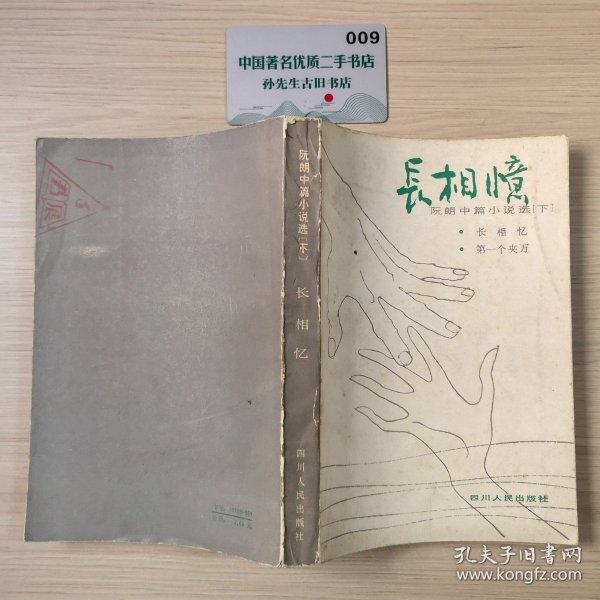 009
中国著名优质二手书店
孙先生古旧书店
長相憶
阮朗中篇小说选[下]
• 长相忆
• 第一个夹万
四川人民出版社
阮朗中篇小说选[下]
长相忆
四川人民出版社
孔夫子旧书网
www.kongfz.com